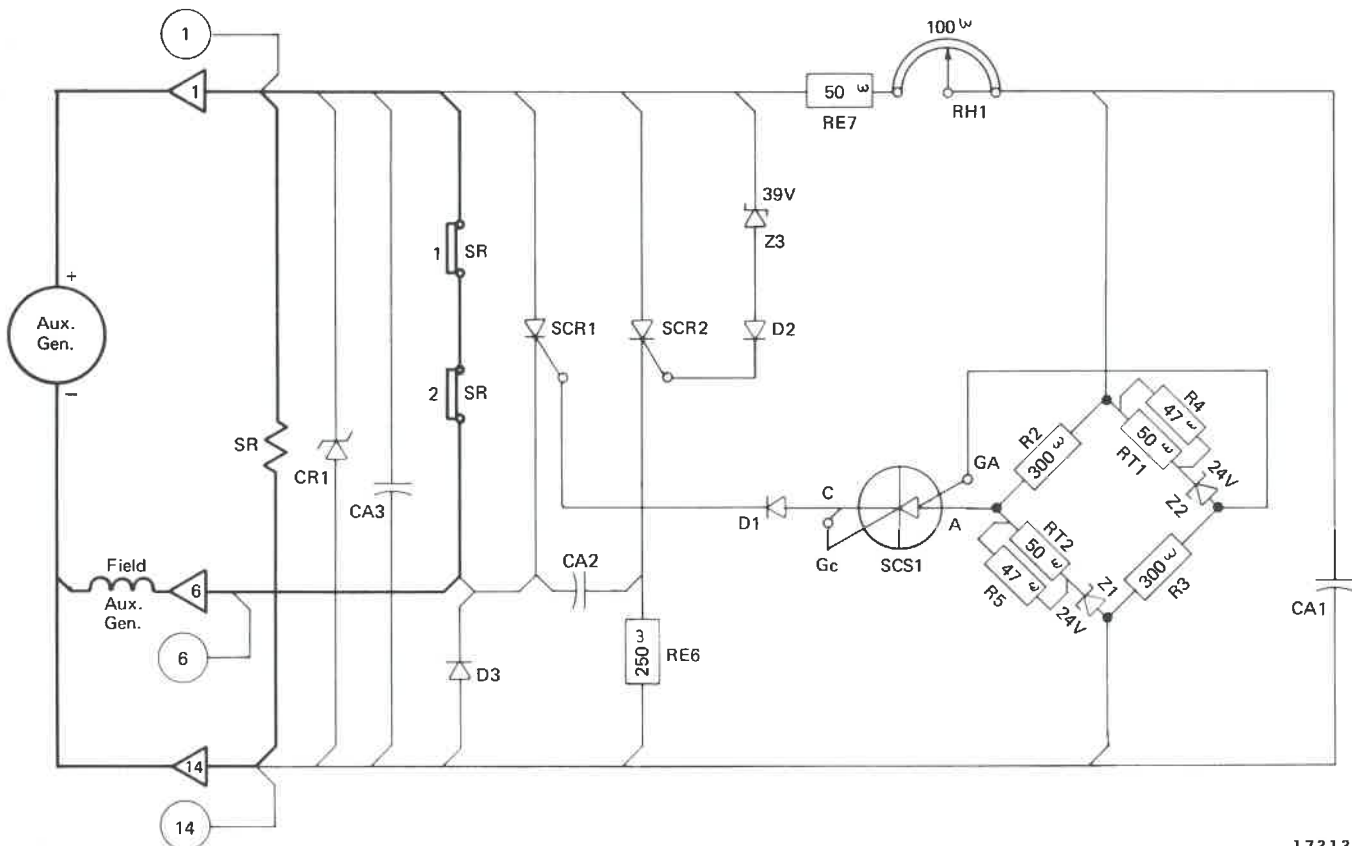 1
100 ω
1
50 ω
RE7
RH1
39V
Z3
1 SR
+
Aux.
Gen.
−
SCR1
SCR2
D2
2 SR
SR
CR1
CA3
R4
47 ω
50 ω
RT1
R2
300 ω
GA
24V
Z2
C
A
D1
Gc
SCS1
RT2
50 ω
47 ω
R5
Z1
24V
300 ω
R3
CA1
Field
Aux.
Gen.
6
CA2
6
D3
250 ω
RE6
14
14